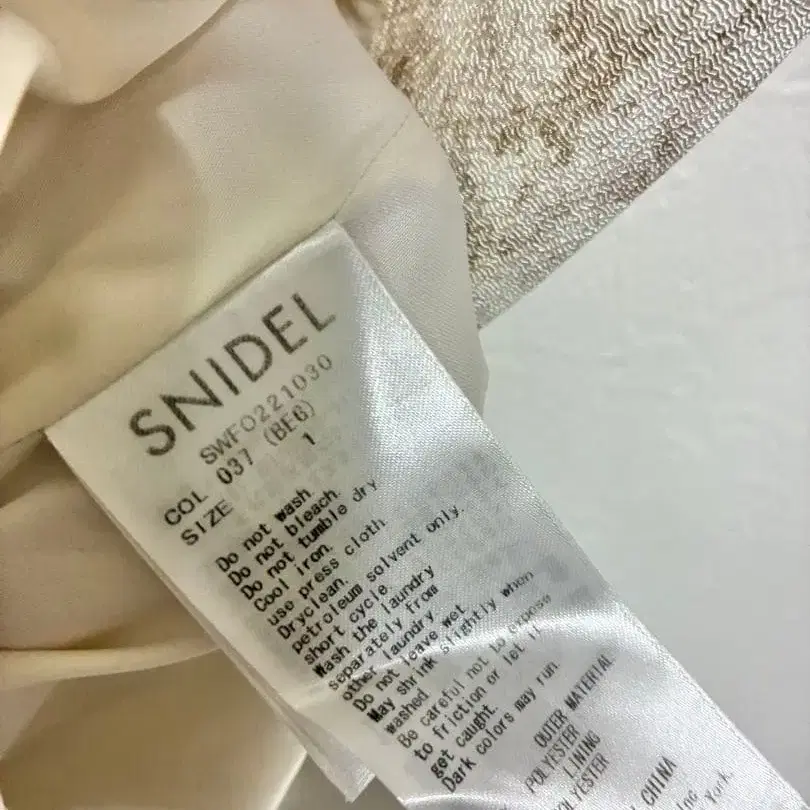 SNIDEL
SWFO221030
COL 037 (BEG)
SIZE 1
Do not wash.
Do not bleach.
Do not tumble dry
Cool iron.
use press cloth
Dryclean.
petroleum solvent only.
short cycle
Wash the laundry
separately from
other laundry
Do not leave wet
May shrink slightly when
washed
Be careful not to expose
to friction or let it
get caught.
Dark colors may run.
OUTER MATERTIAL
POLYESTER
LINING
POLYESTER
CHINA
York.